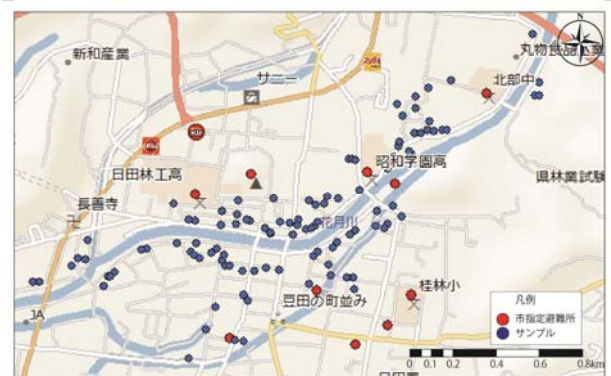 丸物食品工業
新和産業
北部中
サニー
昭和学園高
日田林工高
県林業試験
長善寺
花月川
桂林小
豆田の町並み
凡例
市指定避難所
サンプル
JA
0 0.1 0.2 0.4 0.6 0.8km